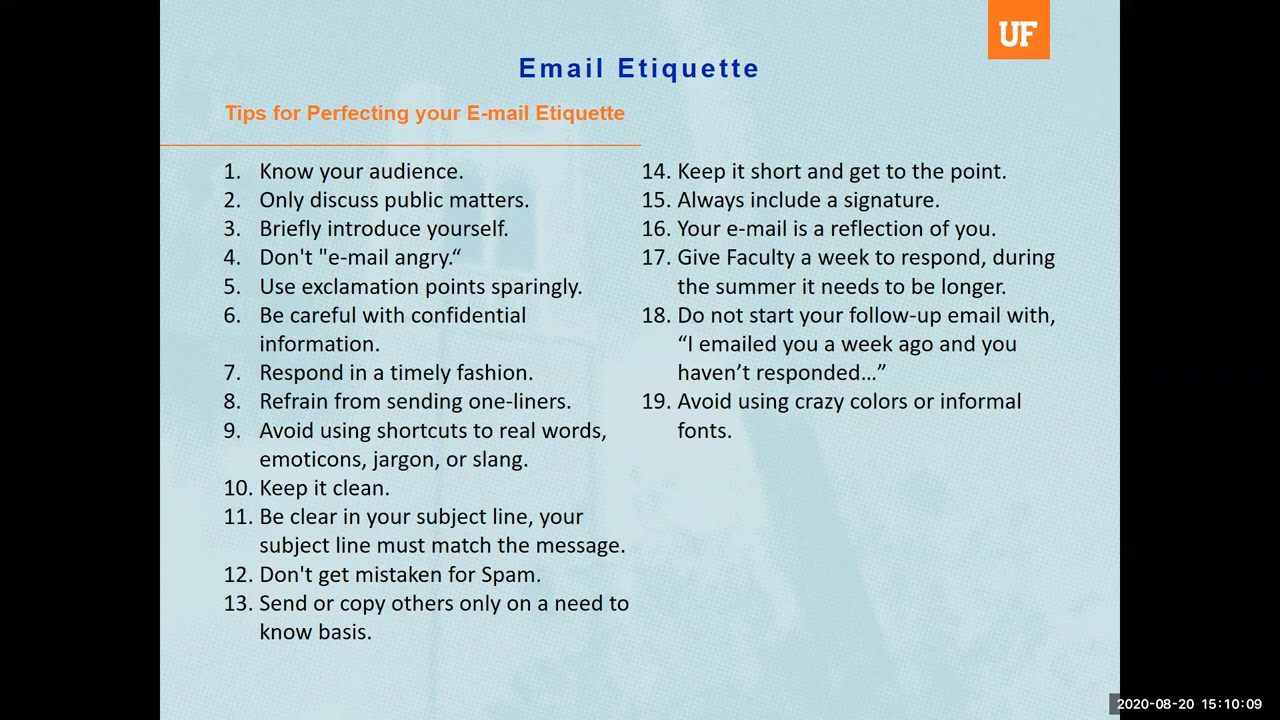 UF
Email Etiquette
Tips for Perfecting your E-mail Etiquette
1. Know your audience.
2. Only discuss public matters.
3. Briefly introduce yourself.
4. Don't "e-mail angry.“
5. Use exclamation points sparingly.
6. Be careful with confidential
information.
7. Respond in a timely fashion.
8. Refrain from sending one-liners.
9. Avoid using shortcuts to real words,
emoticons, jargon, or slang.
10. Keep it clean.
11. Be clear in your subject line, your
subject line must match the message.
12. Don't get mistaken for Spam.
13. Send or copy others only on a need to
know basis.
14. Keep it short and get to the point.
15. Always include a signature.
16. Your e-mail is a reflection of you.
17. Give Faculty a week to respond, during
the summer it needs to be longer.
18. Do not start your follow-up email with,
“I emailed you a week ago and you
haven’t responded…”
19. Avoid using crazy colors or informal
fonts.
2020-08-20 15:10:09